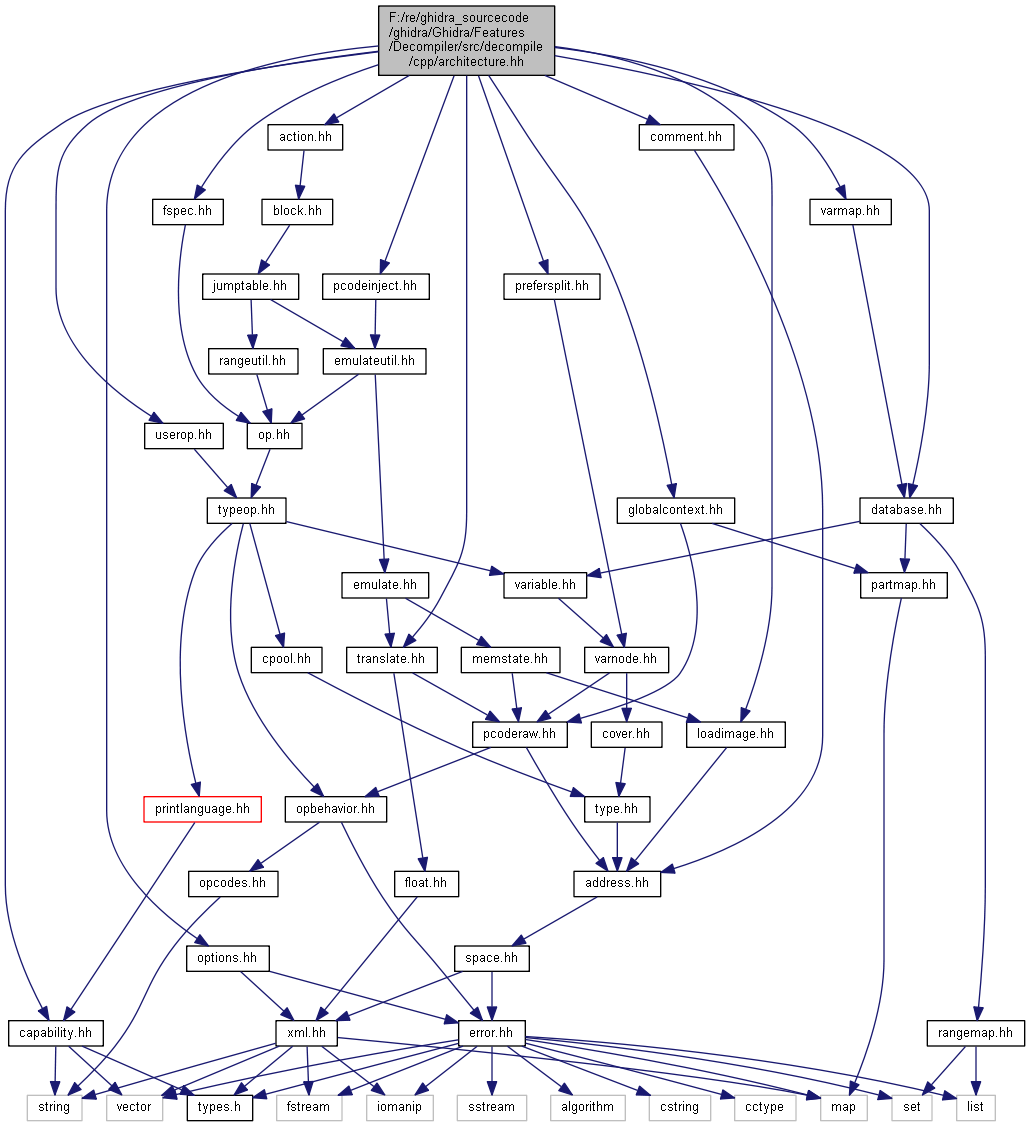 F:/re/ghidra_sourcecode
/ghidra/Ghidra/Features
/Decompiler/src/decompile
/cpp/architecture.hh
action.hh
comment.hh
fspec.hh
block.hh
varmap.hh
jumptable.hh
pcodeinject.hh
prefersplit.hh
rangeutil.hh
emulateutil.hh
userop.hh
op.hh
typeop.hh
globalcontext.hh
database.hh
emulate.hh
variable.hh
partmap.hh
cpool.hh
translate.hh
memstate.hh
varnode.hh
pcoderaw.hh
cover.hh
loadimage.hh
printlanguage.hh
opbehavior.hh
type.hh
opcodes.hh
float.hh
address.hh
options.hh
space.hh
capability.hh
xml.hh
error.hh
rangemap.hh
string
vector
types.h
fstream
iomanip
sstream
algorithm
cstring
cctype
map
set
list